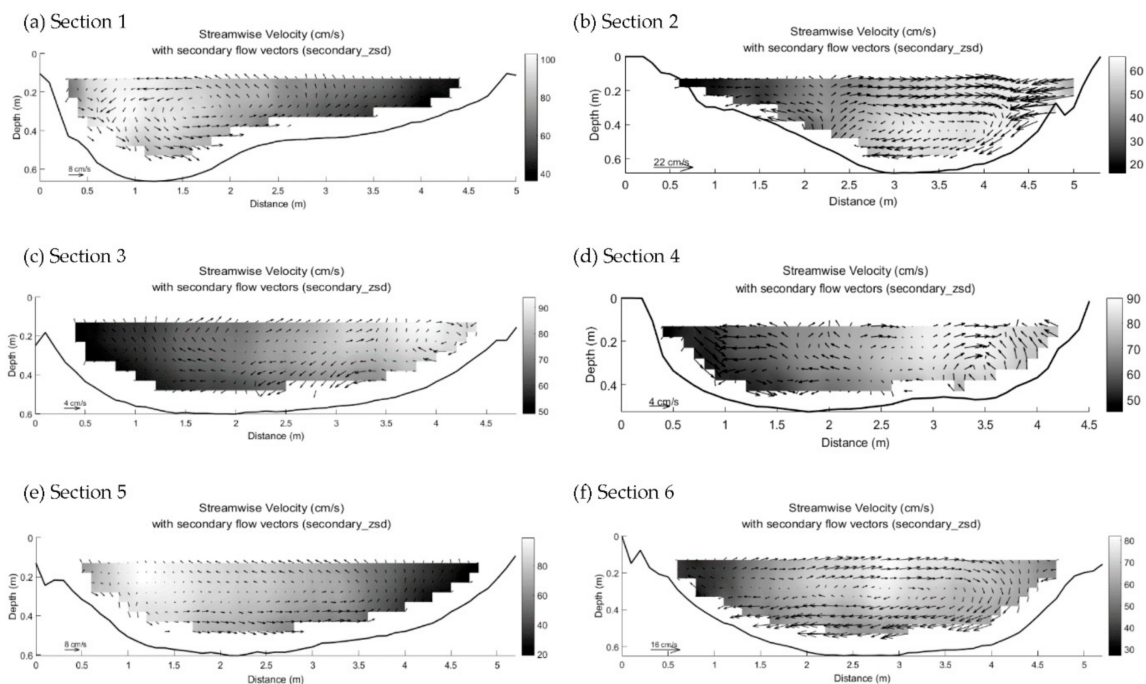 (a) Section 1
Streamwise Velocity (cm/s)
with secondary flow vectors (secondary_zsd)
0
0.2
0.4
0.6
Depth (m)
8 cm/s
0 0.5 1 1.5 2 2.5 3 3.5 4 4.5 5
Distance (m)
100
80
60
40
(b) Section 2
Streamwise Velocity (cm/s)
with secondary flow vectors (secondary_zsd)
0
0.2
0.4
0.6
Depth (m)
22 cm/s
0 0.5 1 1.5 2 2.5 3 3.5 4 4.5 5
Distance (m)
60
50
40
30
20
(c) Section 3
Streamwise Velocity (cm/s)
with secondary flow vectors (secondary_zsd)
0
0.2
0.4
0.6
Depth (m)
4 cm/s
0 0.5 1 1.5 2 2.5 3 3.5 4 4.5
Distance (m)
90
80
70
60
50
(d) Section 4
Streamwise Velocity (cm/s)
with secondary flow vectors (secondary_zsd)
0
0.2
0.4
Depth (m)
4 cm/s
0 0.5 1 1.5 2 2.5 3 3.5 4 4.5
Distance (m)
90
80
70
60
50
(e) Section 5
Streamwise Velocity (cm/s)
with secondary flow vectors (secondary_zsd)
0
0.2
0.4
0.6
Depth (m)
8 cm/s
0 0.5 1 1.5 2 2.5 3 3.5 4 4.5 5
Distance (m)
80
60
40
20
(f) Section 6
Streamwise Velocity (cm/s)
with secondary flow vectors (secondary_zsd)
0
0.2
0.4
0.6
Depth (m)
16 cm/s
0 0.5 1 1.5 2 2.5 3 3.5 4 4.5 5
Distance (m)
80
70
60
50
40
30